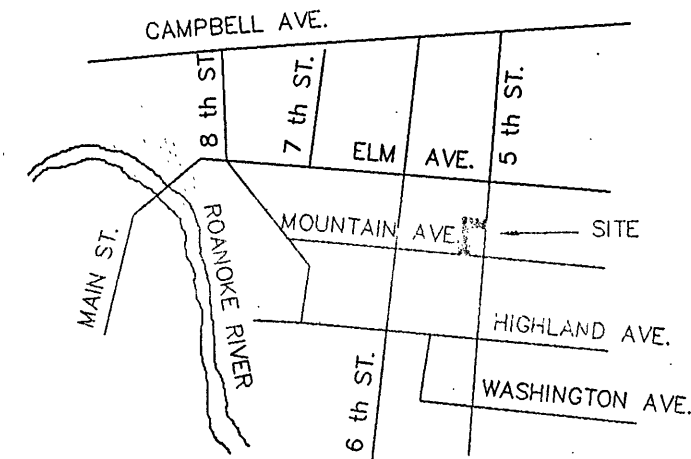 CAMPBELL AVE.
8 th ST
7 th ST.
5 th ST.
ELM AVE.
MOUNTAIN AVE
SITE
MAIN ST.
ROANOKE RIVER
HIGHLAND AVE.
6 th ST.
WASHINGTON AVE.